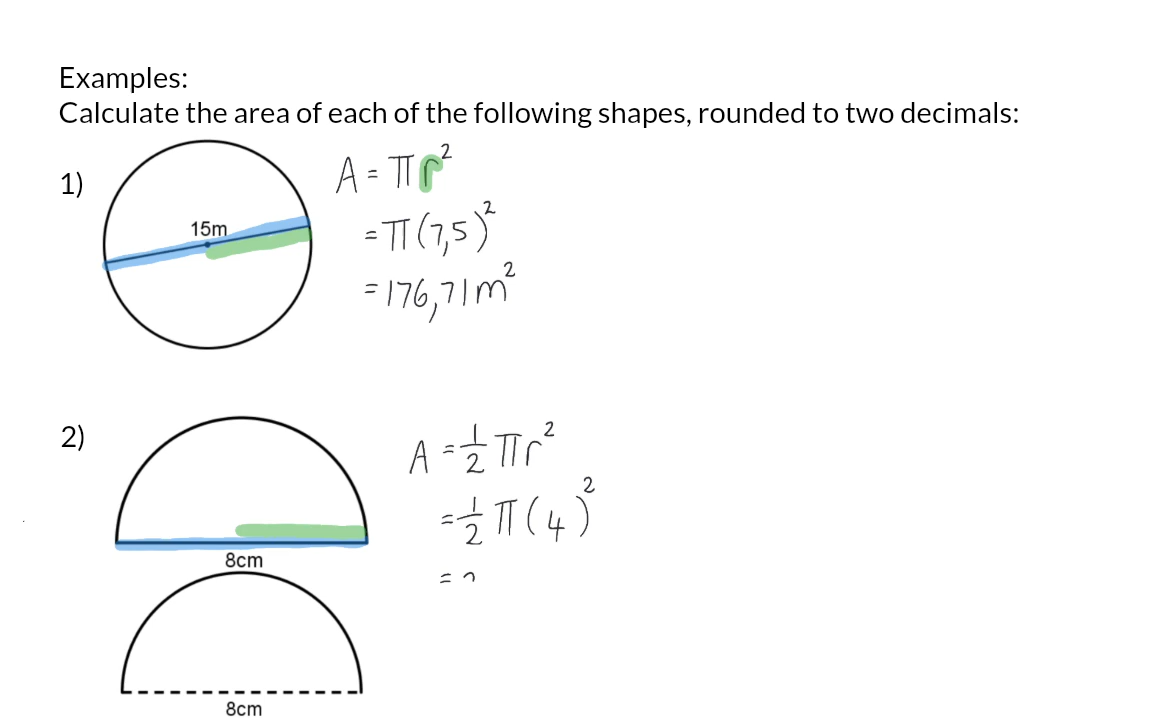 Examples:
Calculate the area of each of the following shapes, rounded to two decimals:
1)
15m
A = πr²
= π(7,5)²
= 176,71m²
2)
8cm
A = ½πr²
= ½π(4)²
=
8cm